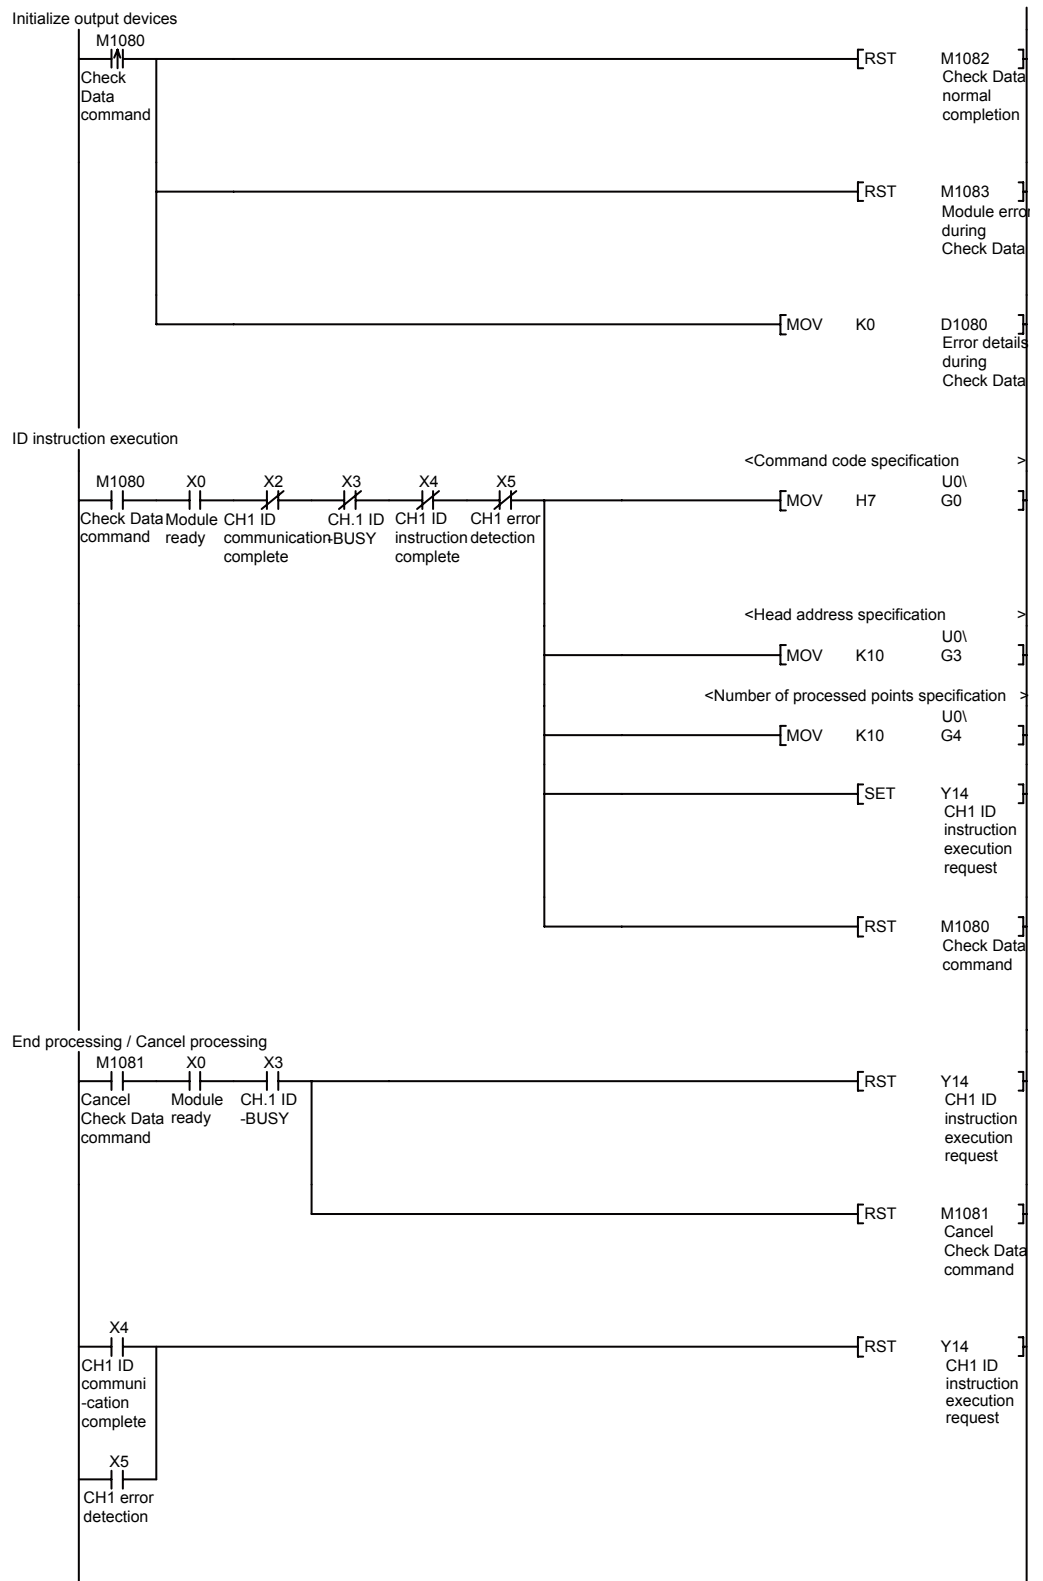 Initialize output devices
M1080
Check
Data
command
RST M1082
Check Data
normal
completion
RST M1083
Module error
during
Check Data
MOV K0 D1080
Error details
during
Check Data
ID instruction execution
<Command code specification >
M1080 X0 X2 X3 X4 X5
Check Data
command
Module
ready
CH1 ID
communication
complete
CH.1 ID
-BUSY
CH1 ID
instruction
complete
CH1 error
detection
U0\
MOV H7 G0
<Head address specification >
U0\
MOV K10 G3
<Number of processed points specification >
U0\
MOV K10 G4
SET Y14
CH1 ID
instruction
execution
request
RST M1080
Check Data
command
End processing / Cancel processing
M1081 X0 X3
Cancel
Check Data
command
Module
ready
CH.1 ID
-BUSY
RST Y14
CH1 ID
instruction
execution
request
RST M1081
Cancel
Check Data
command
X4
CH1 ID
communi
-cation
complete
RST Y14
CH1 ID
instruction
execution
request
X5
CH1 error
detection